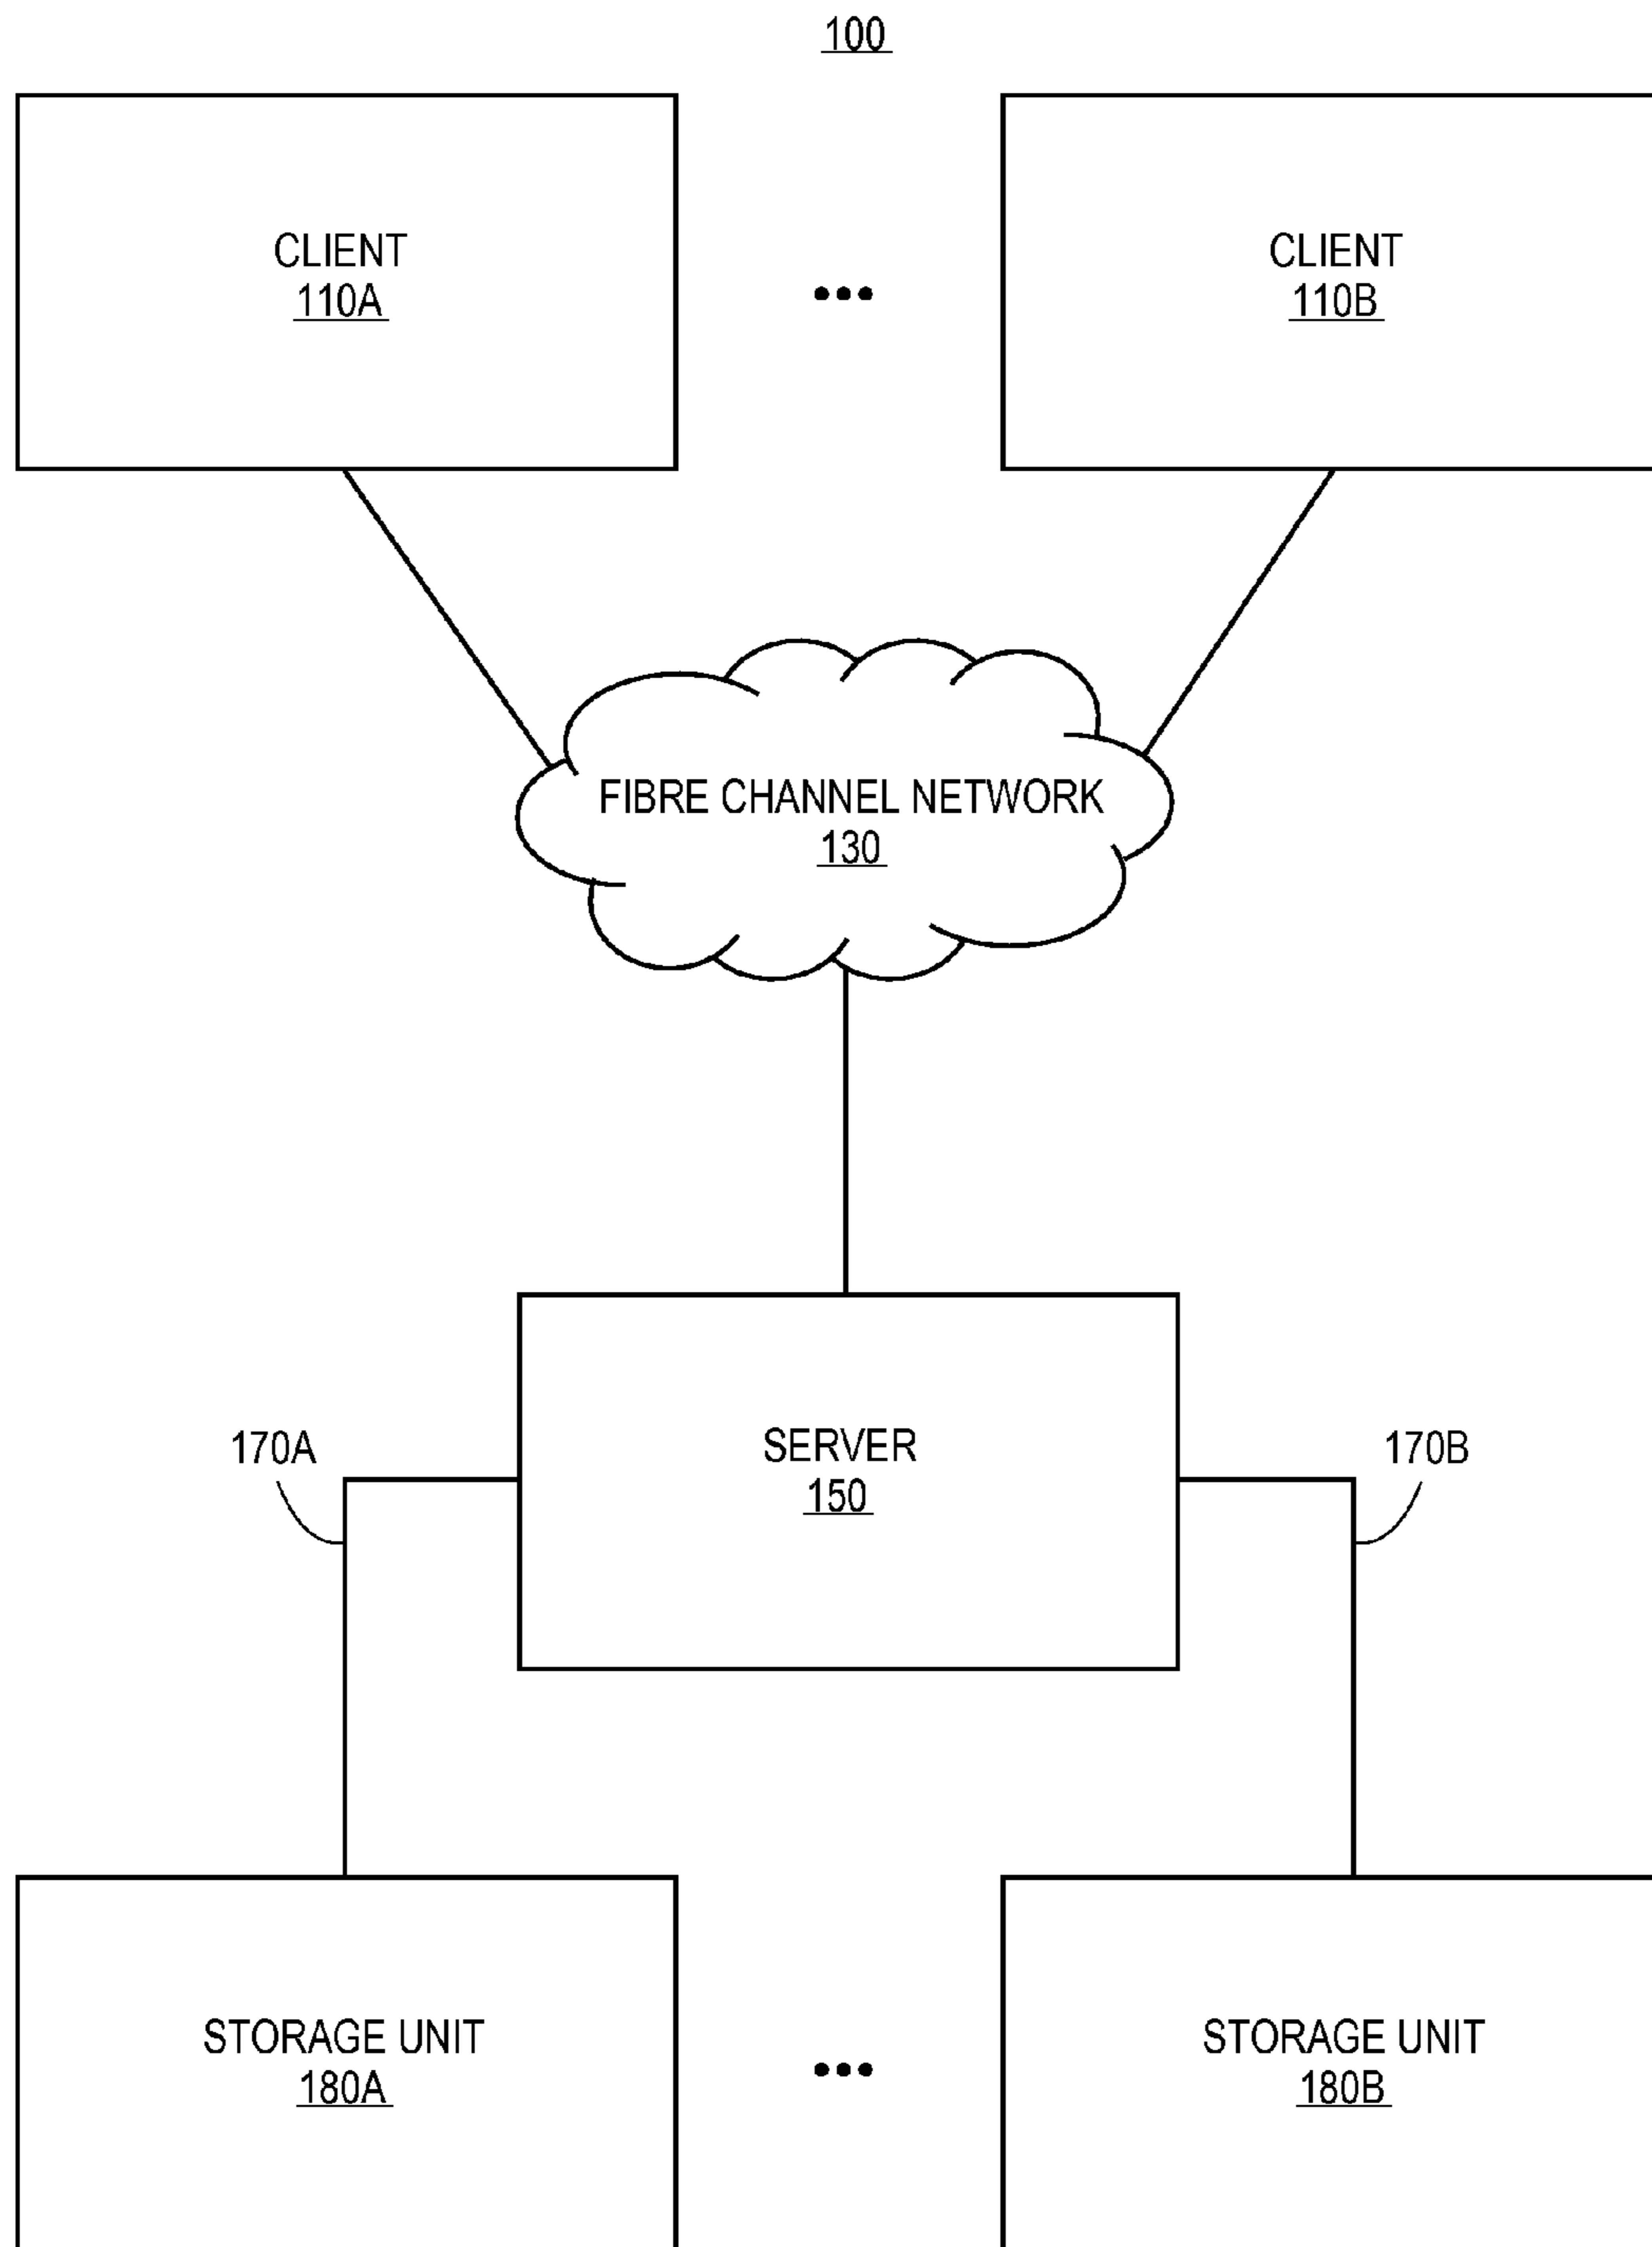 100
CLIENT
110A
•••
CLIENT
110B
FIBRE CHANNEL NETWORK
130
SERVER
150
170A
170B
STORAGE UNIT
180A
•••
STORAGE UNIT
180B